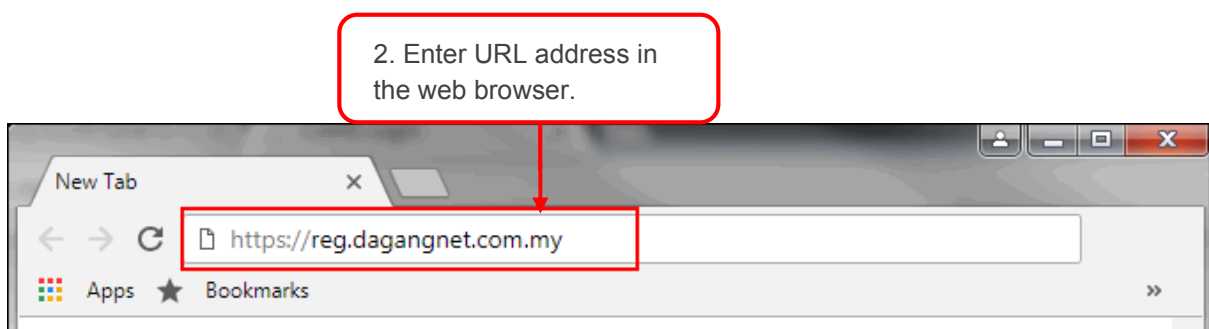 2. Enter URL address in
the web browser.
New Tab
https://reg.dagangnet.com.my
Apps Bookmarks